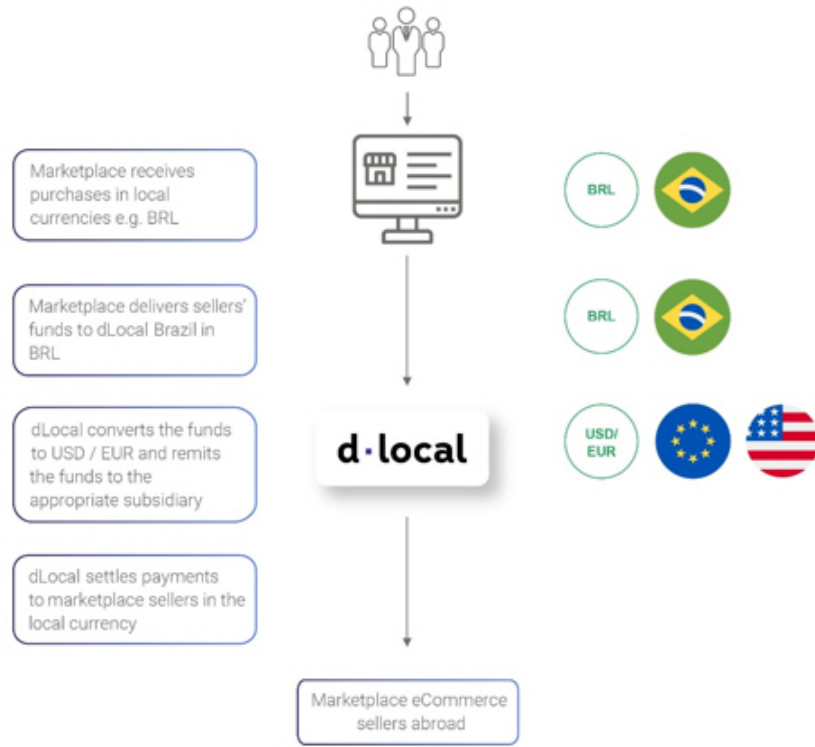 Marketplace receives
purchases in local
currencies e.g. BRL
BRL
Marketplace delivers sellers'
funds to dLocal Brazil in
BRL
BRL
dLocal converts the funds
to USD / EUR and remits
the funds to the
appropriate subsidiary
d·local
USD/
EUR
dLocal settles payments
to marketplace sellers in the
local currency
Marketplace eCommerce
sellers abroad